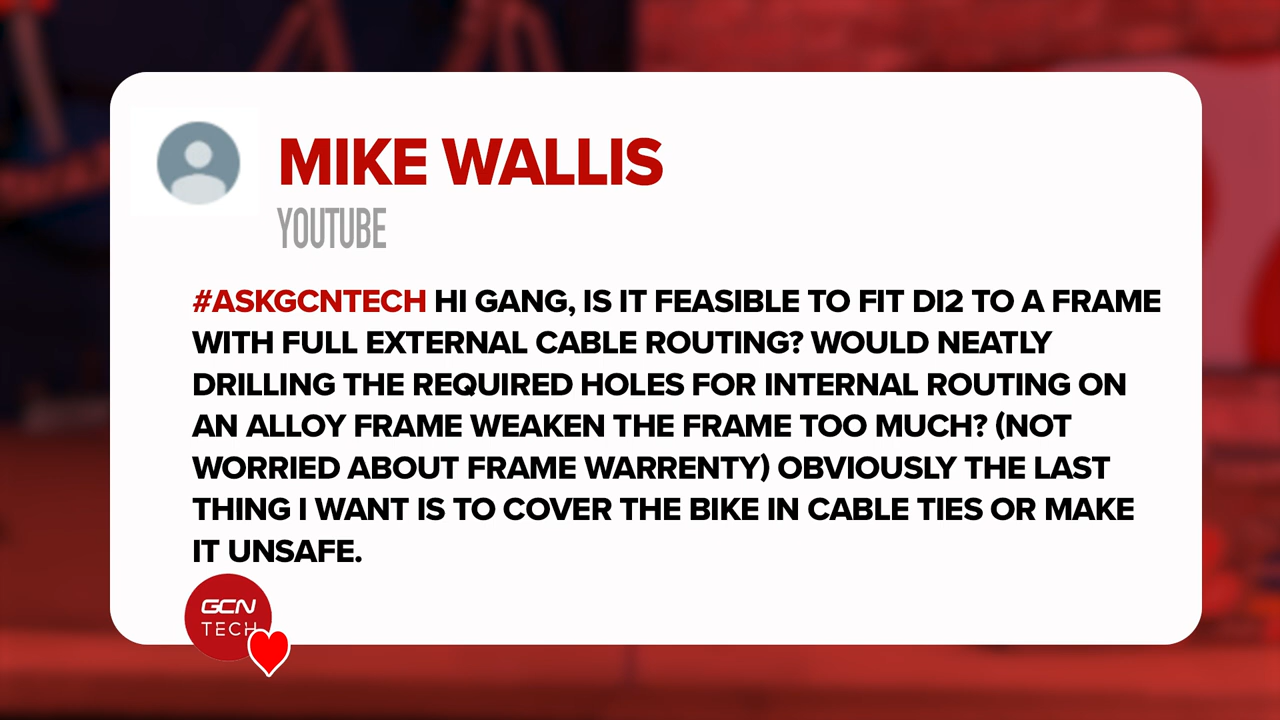 MIKE WALLIS
YOUTUBE
#ASKGCNTECH HI GANG, IS IT FEASIBLE TO FIT DI2 TO A FRAME
WITH FULL EXTERNAL CABLE ROUTING? WOULD NEATLY
DRILLING THE REQUIRED HOLES FOR INTERNAL ROUTING ON
AN ALLOY FRAME WEAKEN THE FRAME TOO MUCH? (NOT
WORRIED ABOUT FRAME WARRENTY) OBVIOUSLY THE LAST
THING I WANT IS TO COVER THE BIKE IN CABLE TIES OR MAKE
IT UNSAFE.
GCN
TECH